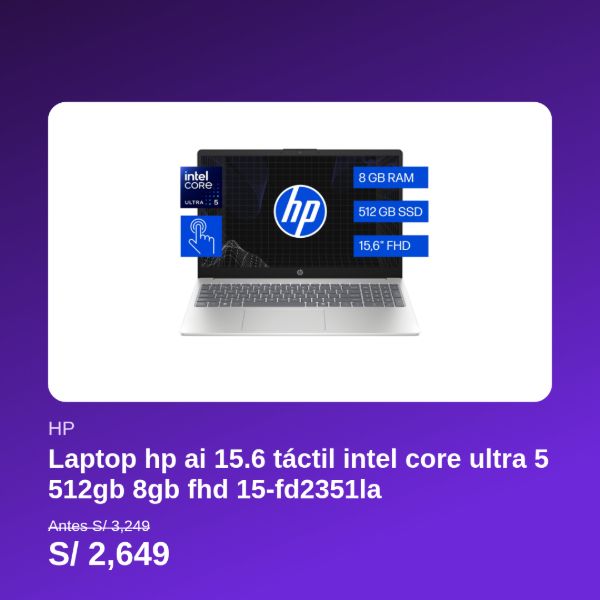 intel
CORE
ULTRA 5
hp
8 GB RAM
512 GB SSD
15,6" FHD
hp
HP
Laptop hp ai 15.6 táctil intel core ultra 5
512gb 8gb fhd 15-fd2351la
Antes S/ 3,249
S/ 2,649